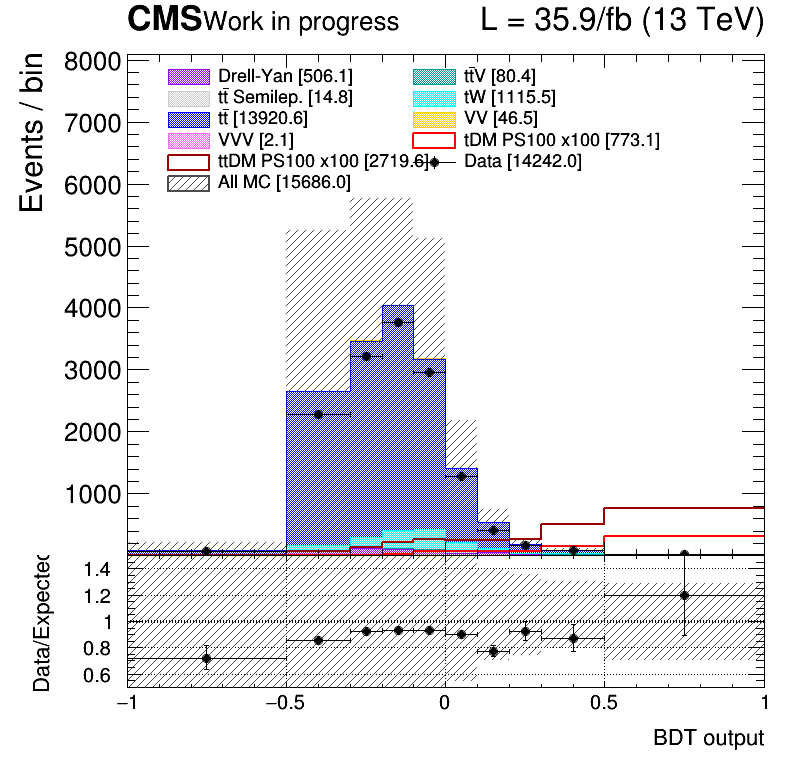 CMS Work in progress L = 35.9/fb (13 TeV)
Events / bin
8000
7000
6000
5000
4000
3000
2000
1000
Drell-Yan [506.1] tt̄V [80.4]
tt̄ Semilep. [14.8] tW [1115.5]
tt̄ [13920.6] VV [46.5]
VVV [2.1] tDM PS100 x100 [773.1]
ttDM PS100 x100 [2719.6] Data [14242.0]
All MC [15686.0]
Data/Expected
1.4
1.2
1
0.8
0.6
−1 −0.5 0 0.5 1
BDT output